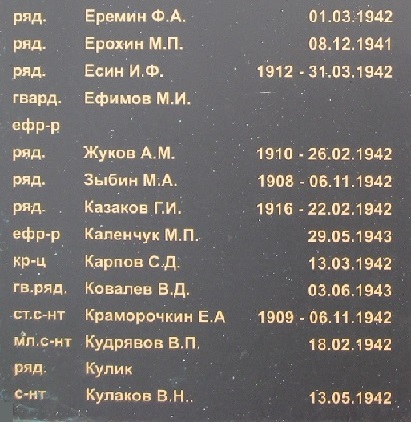 ряд. Еремин Ф.А. 01.03.1942
ряд. Ерохин М.П. 08.12.1941
ряд. Есин И.Ф. 1912 - 31.03.1942
гвард. Ефимов М.И.
ефр-р
ряд. Жуков А.М. 1910 - 26.02.1942
ряд. Зыбин М.А. 1908 - 06.11.1942
ряд. Казаков Г.И. 1916 - 22.02.1942
ефр-р Каленчук М.П. 29.05.1943
кр-ц Карпов С.Д. 13.03.1942
гв.ряд. Ковалев В.Д. 03.06.1943
ст.с-нт Краморочкин Е.А 1909 - 06.11.1942
мл.с-нт Кудрявов В.П. 18.02.1942
ряд. Кулик
с-нт Кулаков В.Н.. 13.05.1942